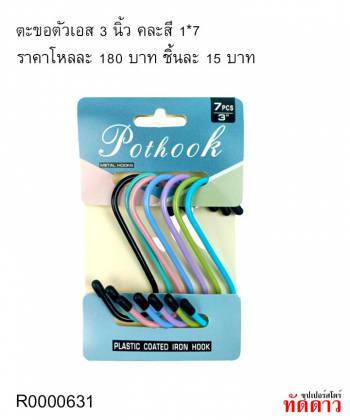 ตะขอตัวเอส 3 นิ้ว คละสี 1*7
ราคาโหลละ 180 บาท ชิ้นละ 15 บาท
7 PCS
3"
Pothook
METAL HOOKS
PLASTIC COATED IRON HOOK
R0000631
ซุปเปอร์สโตร์
ทัดดาว